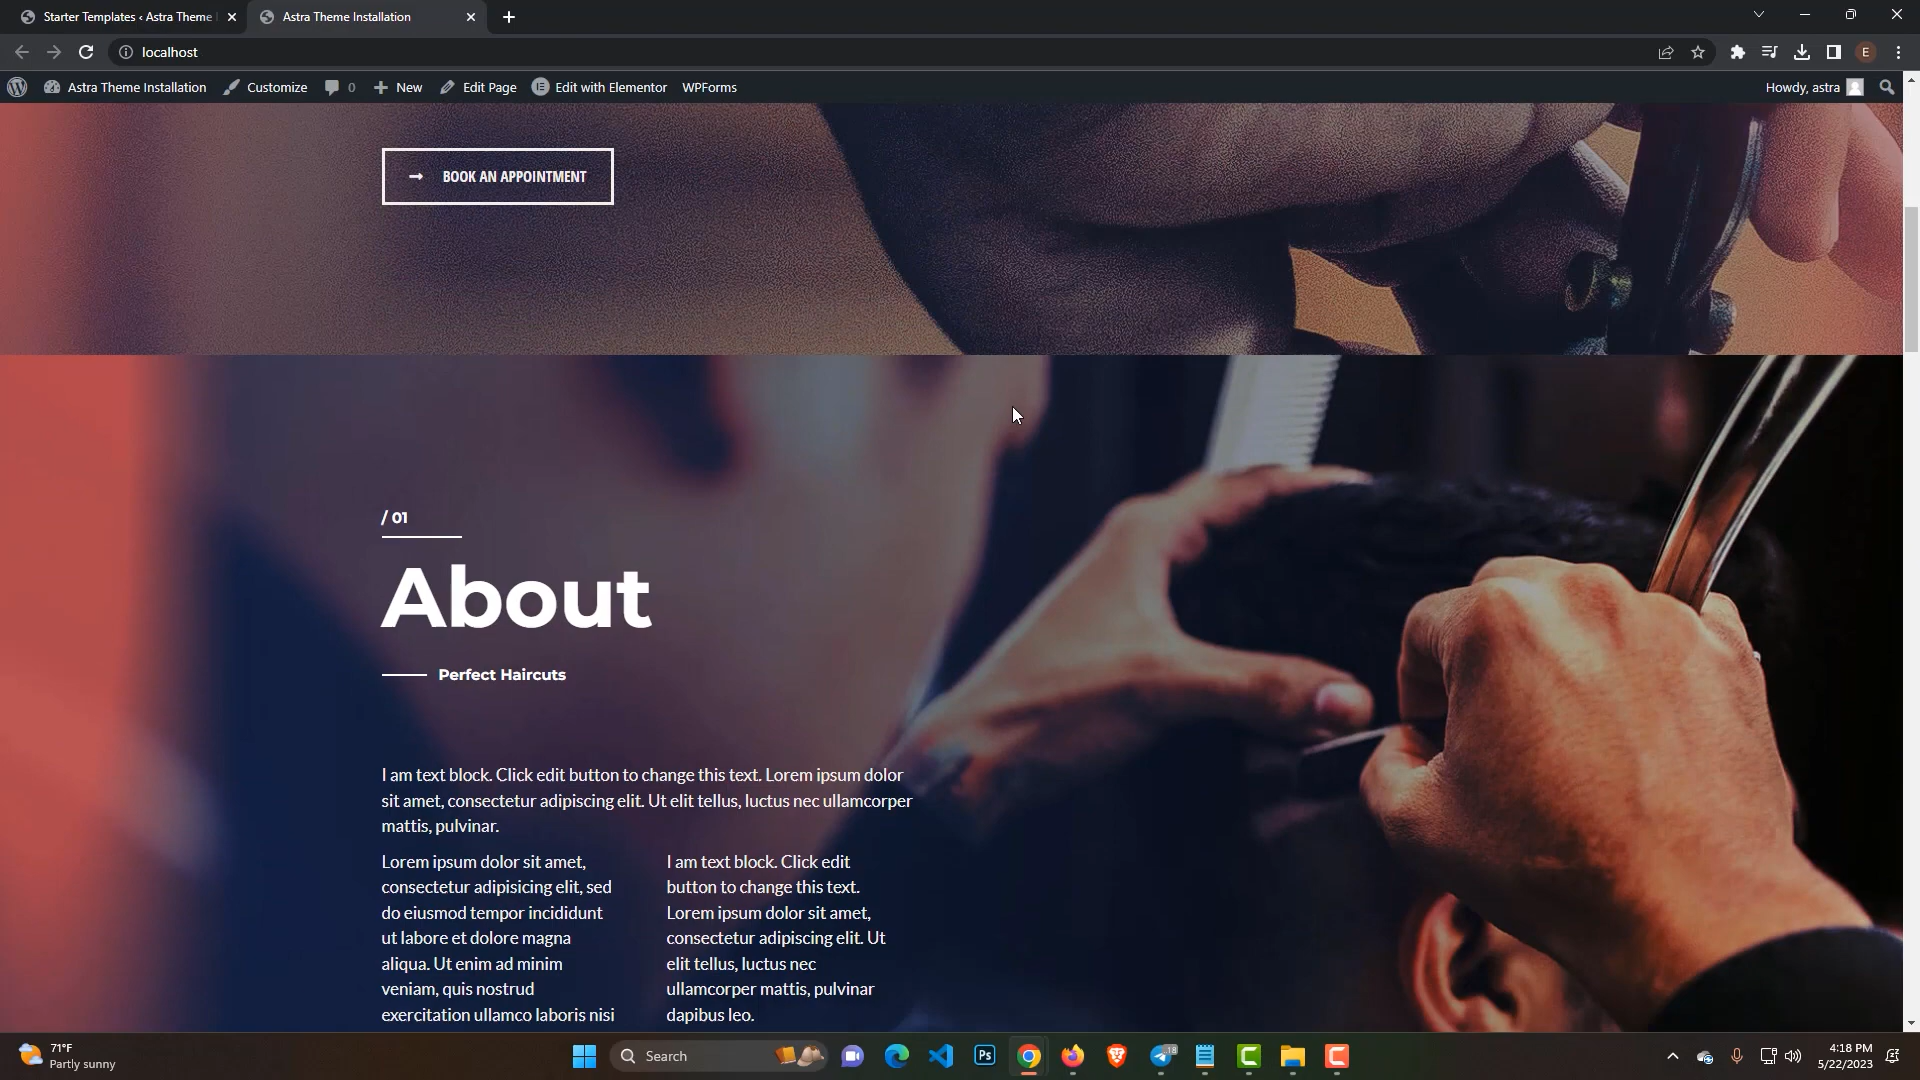 Starter Templates ‹ Astra Theme
Astra Theme Installation
localhost
E
Astra Theme Installation
Customize
0
New
Edit Page
Edit with Elementor
WPForms
Howdy, astra
BOOK AN APPOINTMENT
/ 01
About
Perfect Haircuts
I am text block. Click edit button to change this text. Lorem ipsum dolor
sit amet, consectetur adipiscing elit. Ut elit tellus, luctus nec ullamcorper
mattis, pulvinar.
Lorem ipsum dolor sit amet,
consectetur adipisicing elit, sed
do eiusmod tempor incididunt
ut labore et dolore magna
aliqua. Ut enim ad minim
veniam, quis nostrud
exercitation ullamco laboris nisi
I am text block. Click edit
button to change this text.
Lorem ipsum dolor sit amet,
consectetur adipiscing elit. Ut
elit tellus, luctus nec
ullamcorper mattis, pulvinar
dapibus leo.
71°F
Partly sunny
Search
Ps
18
4:18 PM
5/22/2023